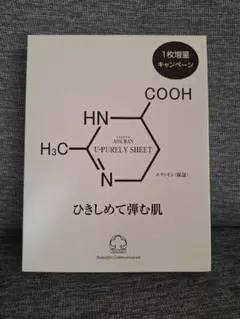 1枚増量
キャンペーン
COOH
HN
ASURAN
U-PURELY SHEET
H₃C
N
エクトイン(保湿)
ひきしめて弾む肌